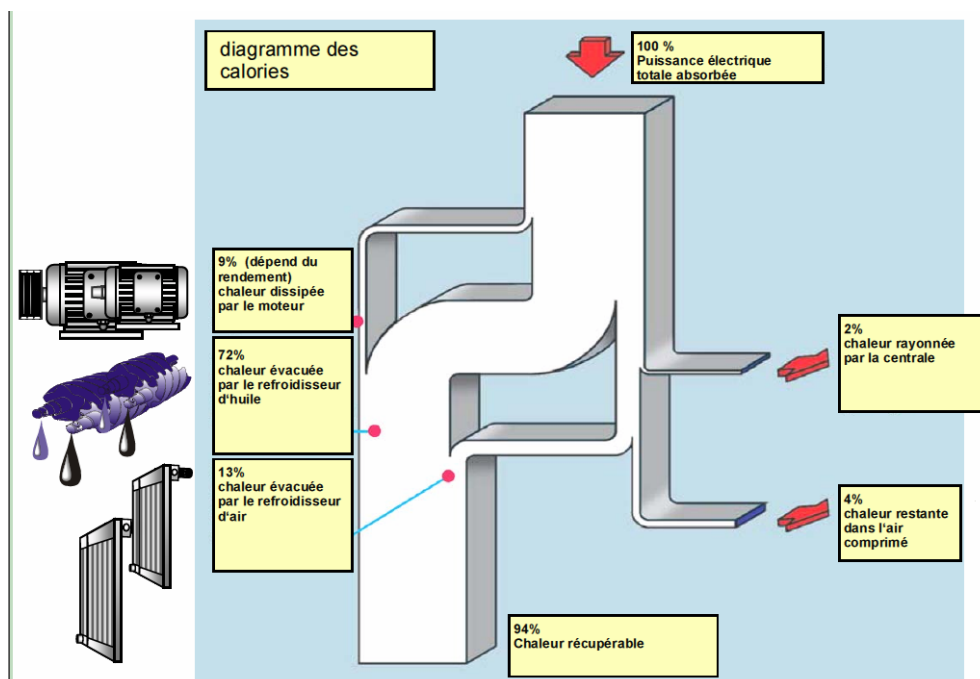 diagramme des
calories
100 %
Puissance électrique
totale absorbée
9% (dépend du
rendement)
chaleur dissipée
par le moteur
72%
chaleur évacuée
par le refroidisseur
d'huile
13%
chaleur évacuée
par le refroidisseur
d'air
2%
chaleur rayonnée
par la centrale
4%
chaleur restante
dans l'air
comprimé
94%
Chaleur récupérable